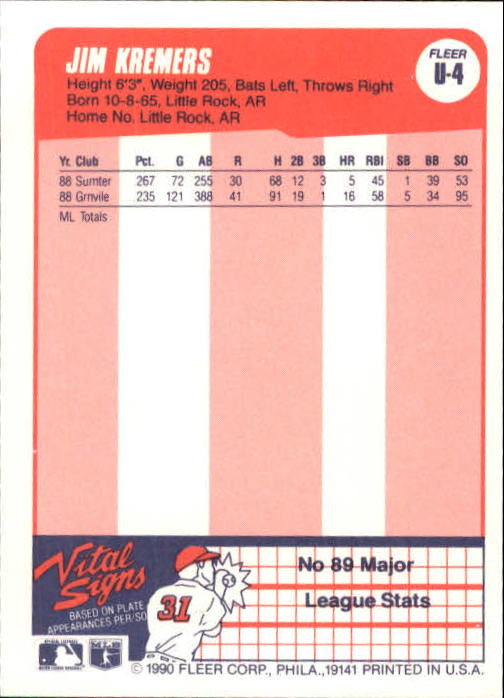 JIM KREMERS
FLEER
U-4
Height 6'3", Weight 205, Bats Left, Throws Right
Born 10-8-65, Little Rock, AR
Home No. Little Rock, AR
Yr. Club Pct. G AB R H 2B 3B HR RBI SB BB SO
88 Sumter 267 72 255 30 68 12 3 5 45 1 39 53
88 Grnvile 235 121 388 41 91 19 1 16 58 5 34 95
ML Totals
Vital
Signs
BASED ON PLATE
APPEARANCES PER/SO
31
No 89 Major
League Stats
MLB
© 1990 FLEER CORP., PHILA.,19141 PRINTED IN U.S.A.